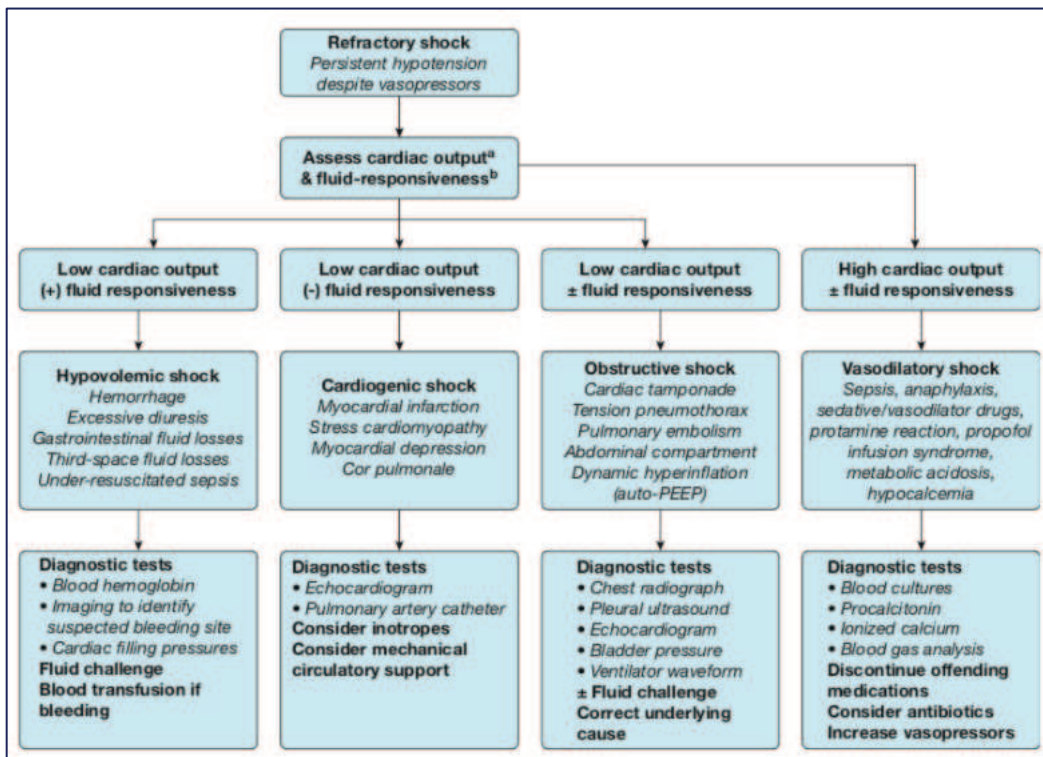 Refractory shock
Persistent hypotension
despite vasopressors
Assess cardiac outputᵃ
& fluid-responsivenessᵇ
Low cardiac output
(+) fluid responsiveness
Low cardiac output
(-) fluid responsiveness
Low cardiac output
± fluid responsiveness
High cardiac output
± fluid responsiveness
Hypovolemic shock
Hemorrhage
Excessive diuresis
Gastrointestinal fluid losses
Third-space fluid losses
Under-resuscitated sepsis
Cardiogenic shock
Myocardial infarction
Stress cardiomyopathy
Myocardial depression
Cor pulmonale
Obstructive shock
Cardiac tamponade
Tension pneumothorax
Pulmonary embolism
Abdominal compartment
Dynamic hyperinflation
(auto-PEEP)
Vasodilatory shock
Sepsis, anaphylaxis,
sedative/vasodilator drugs,
protamine reaction, propofol
infusion syndrome,
metabolic acidosis,
hypocalcemia
Diagnostic tests
• Blood hemoglobin
• Imaging to identify
suspected bleeding site
• Cardiac filling pressures
Fluid challenge
Blood transfusion if
bleeding
Diagnostic tests
• Echocardiogram
• Pulmonary artery catheter
Consider inotropes
Consider mechanical
circulatory support
Diagnostic tests
• Chest radiograph
• Pleural ultrasound
• Echocardiogram
• Bladder pressure
• Ventilator waveform
± Fluid challenge
Correct underlying
cause
Diagnostic tests
• Blood cultures
• Procalcitonin
• Ionized calcium
• Blood gas analysis
Discontinue offending
medications
Consider antibiotics
Increase vasopressors